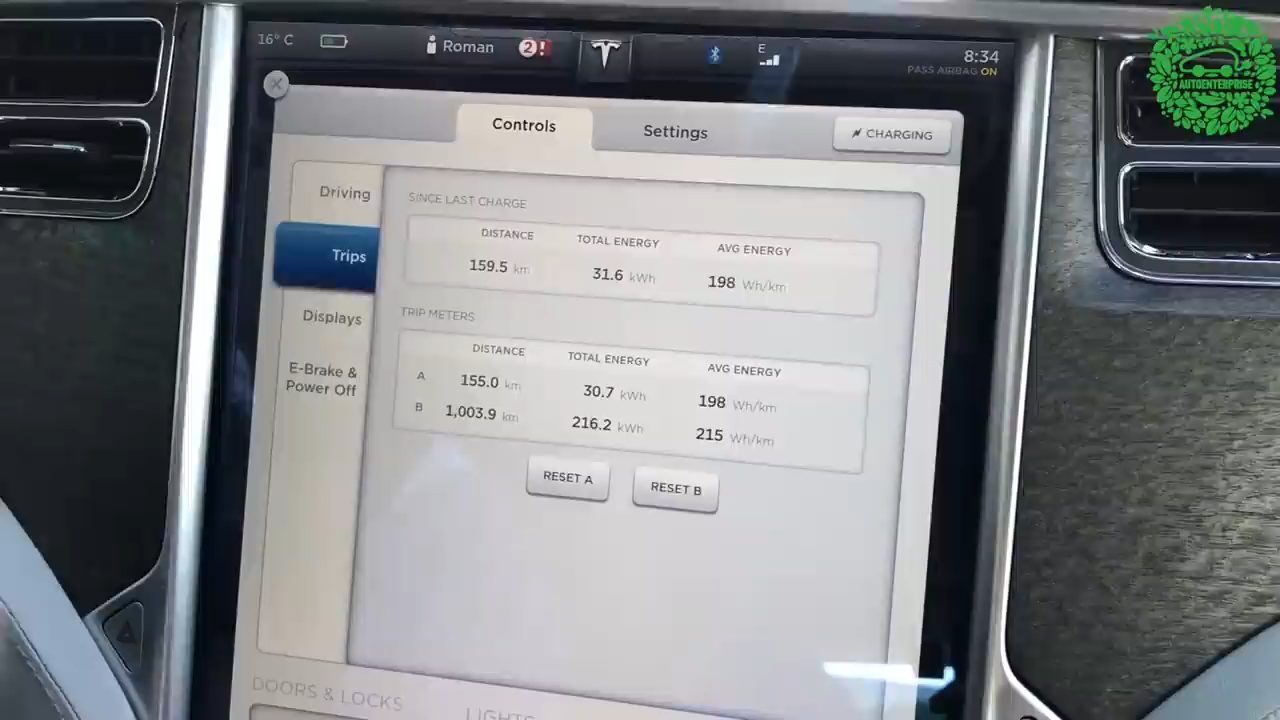 16° C Roman 2! E 8:34
PASS AIRBAG ON
AUTOENTERPRISE
Controls Settings CHARGING
Driving
Trips
Displays
E-Brake &
Power Off
SINCE LAST CHARGE
DISTANCE TOTAL ENERGY AVG ENERGY
159.5 km 31.6 kWh 198 Wh/km
TRIP METERS
DISTANCE TOTAL ENERGY AVG ENERGY
A 155.0 km 30.7 kWh 198 Wh/km
B 1,003.9 km 216.2 kWh 215 Wh/km
RESET A RESET B
DOORS & LOCKS LIGHTS